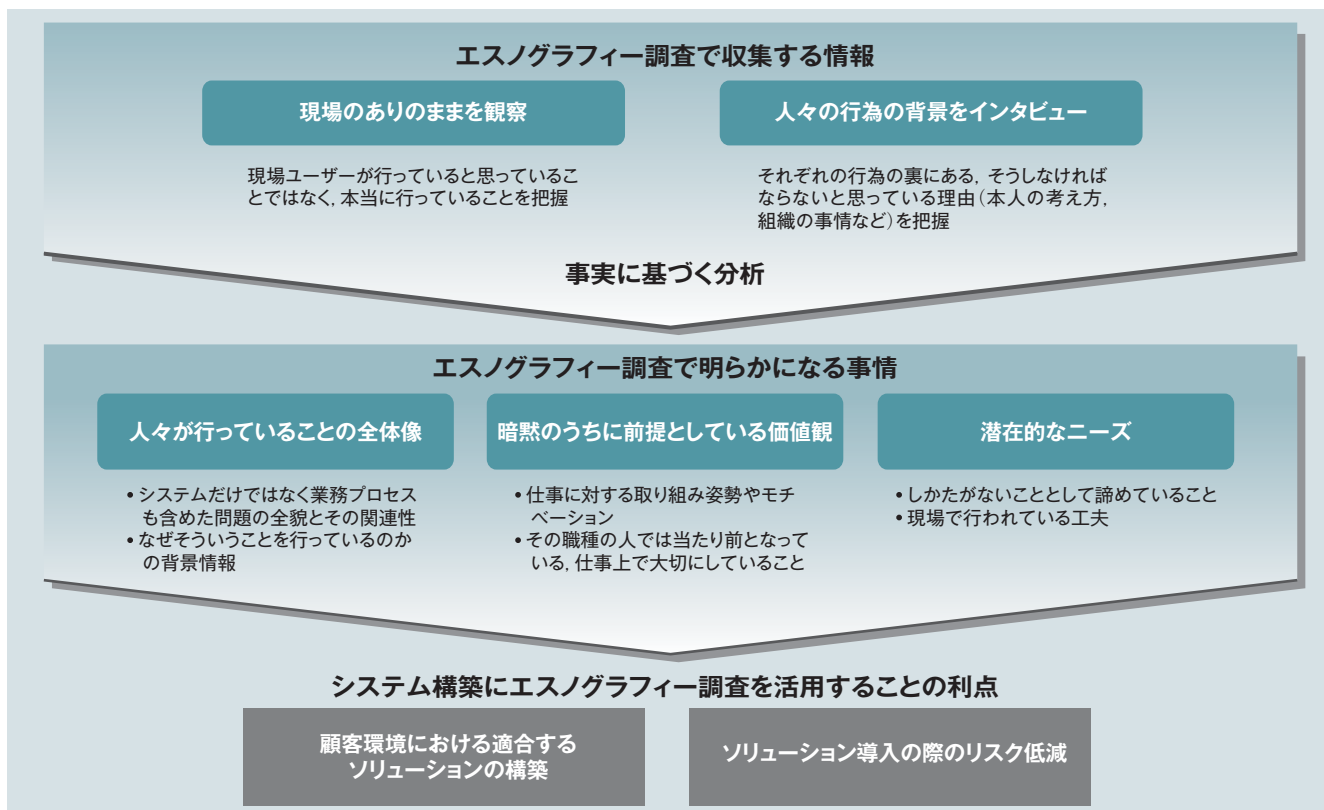 エスノグラフィー調査で収集する情報
現場のありのままを観察
人々の行為の背景をインタビュー
現場ユーザーが行っていると思っているこ
とではなく, 本当に行っていることを把握
それぞれの行為の裏にある, そうしなければ
ならないと思っている理由(本人の考え方,
組織の事情など)を把握
事実に基づく分析
エスノグラフィー調査で明らかになる事情
人々が行っていることの全体像
暗黙のうちに前提としている価値観
潜在的なニーズ
• システムだけではなく業務プロセス
も含めた問題の全貌とその関連性
• なぜそういうことを行っているのか
の背景情報
• 仕事に対する取り組み姿勢やモチ
ベーション
• その職種の人では当たり前となって
いる, 仕事上で大切にしていること
• しかたがないこととして諦めていること
• 現場で行われている工夫
システム構築にエスノグラフィー調査を活用することの利点
顧客環境における適合する
ソリューションの構築
ソリューション導入の際のリスク低減